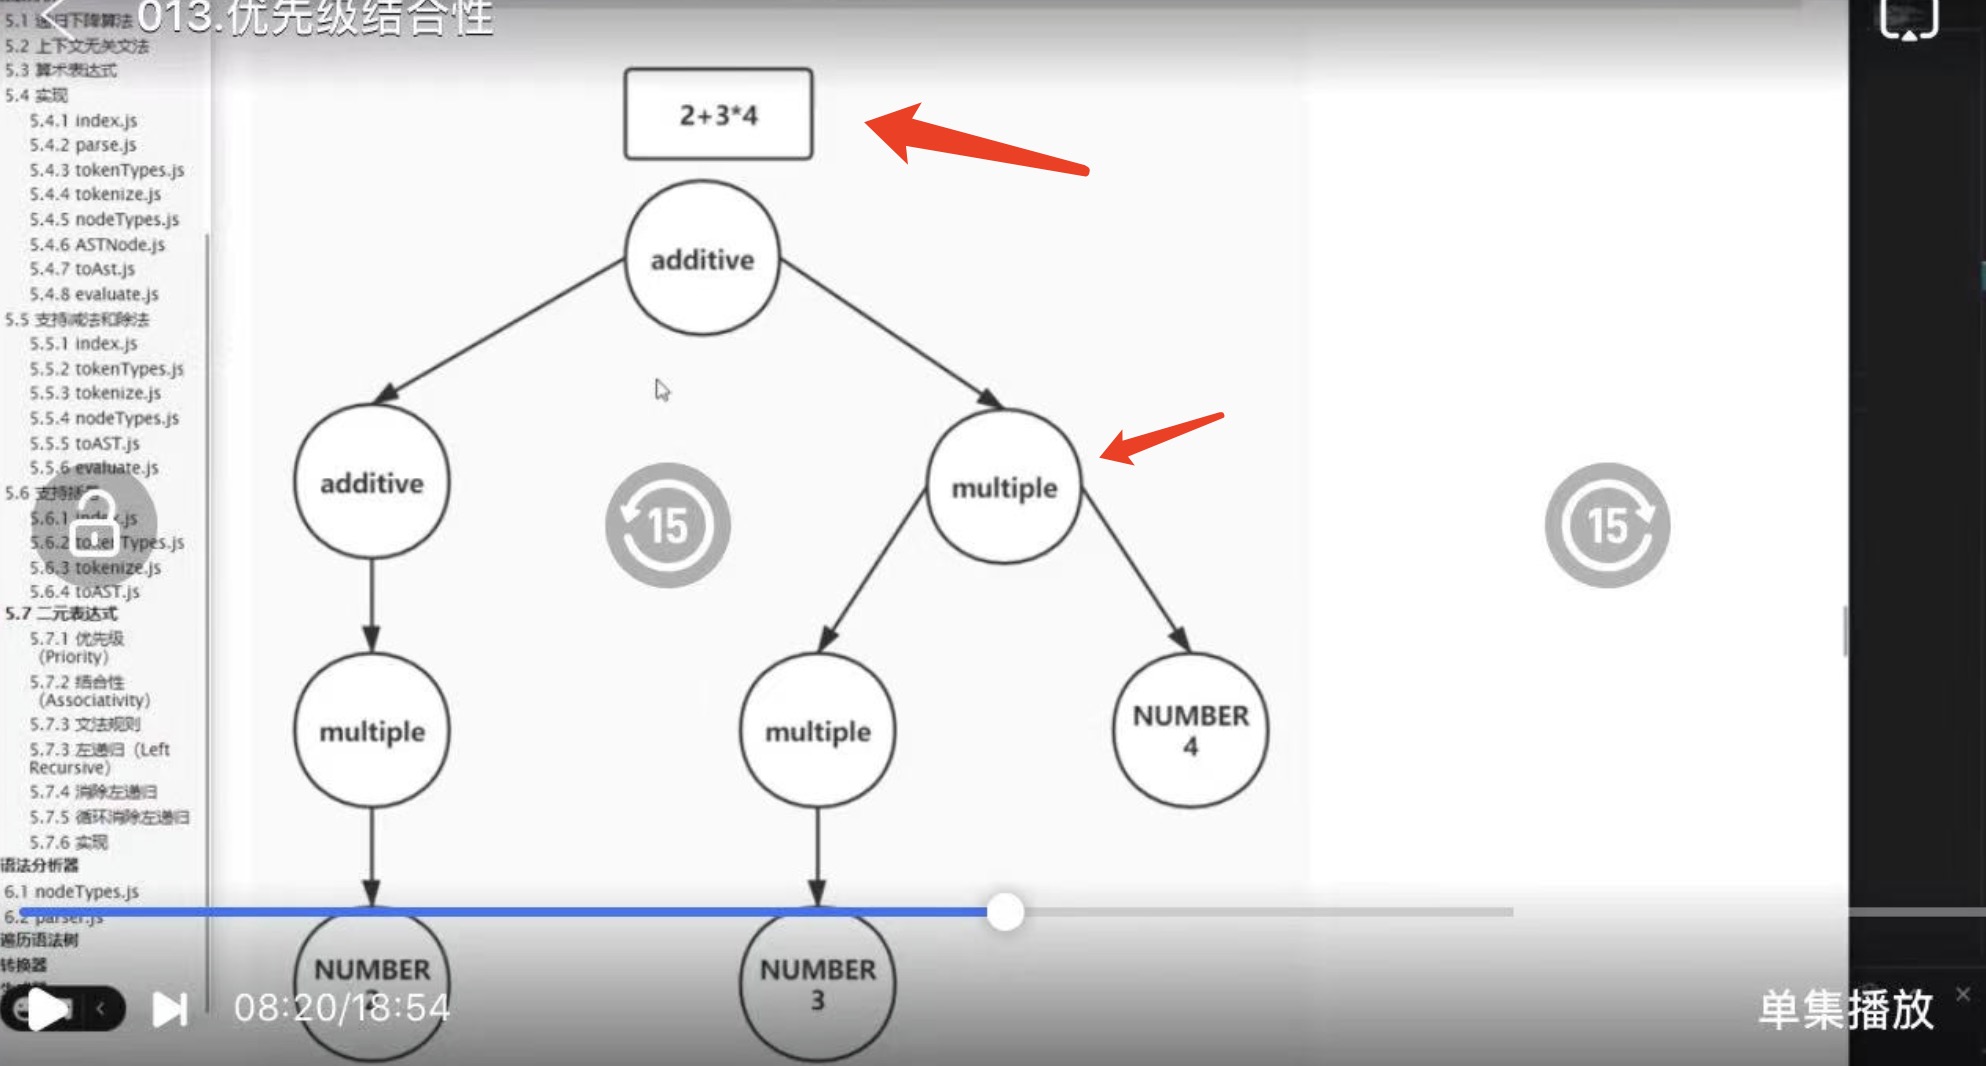 013.优先级结合性
5.1 递归下降算法
5.2 上下文无关文法
5.3 算术表达式
5.4 实现
5.4.1 index.js
5.4.2 parse.js
5.4.3 tokenTypes.js
5.4.4 tokenize.js
5.4.5 nodeTypes.js
5.4.6 ASTNode.js
5.4.7 toAst.js
5.4.8 evaluate.js
5.5 支持减法和除法
5.5.1 index.js
5.5.2 tokenTypes.js
5.5.3 tokenize.js
5.5.4 nodeTypes.js
5.5.5 toAST.js
5.5.6 evaluate.js
5.6 支持括号
5.6.1 index.js
5.6.2 tokenTypes.js
5.6.3 tokenize.js
5.6.4 toAST.js
5.7 二元表达式
5.7.1 优先级
（Priority）
5.7.2 结合性
（Associativity）
5.7.3 文法规则
5.7.3 左递归（Left
Recursive）
5.7.4 消除左递归
5.7.5 循环消除左递归
5.7.6 实现
语法分析器
6.1 nodeTypes.js
6.2 parser.js
遍历语法树
转换器
2+3*4
additive
additive
multiple
multiple
multiple
NUMBER
4
NUMBER
2
NUMBER
3
15
15
08:20/18:54
单集播放